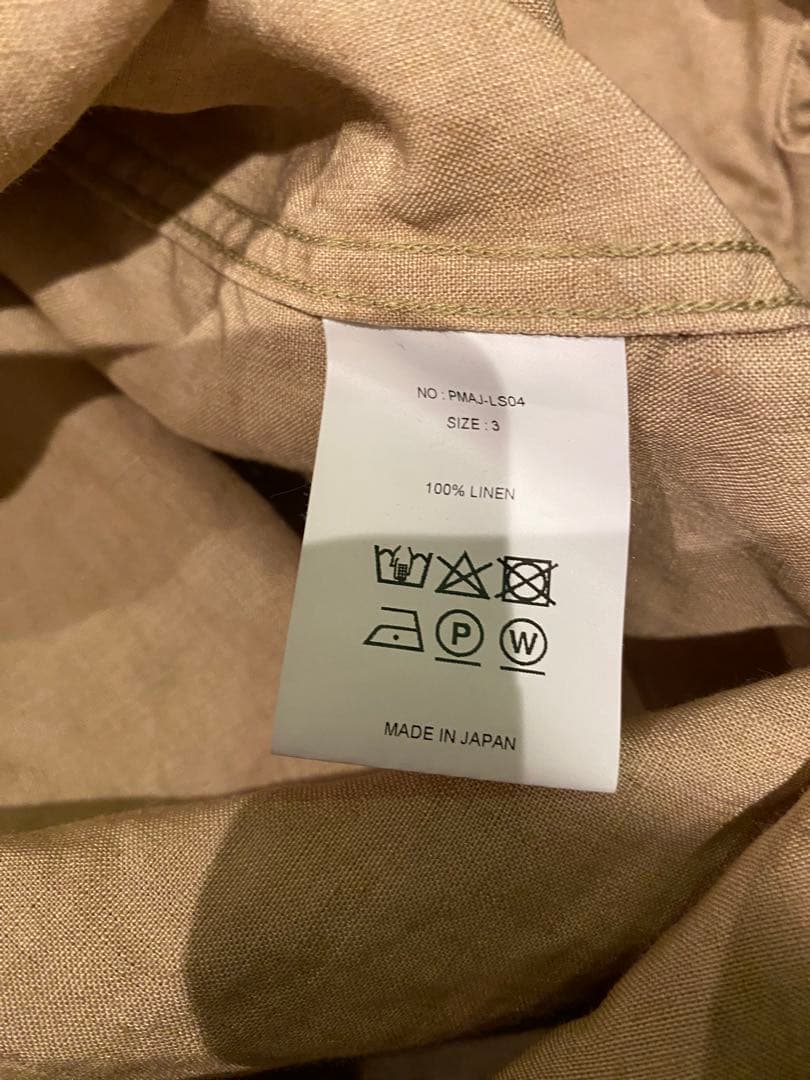 NO : PMAJ-LS04
SIZE : 3
100% LINEN
P
W
MADE IN JAPAN